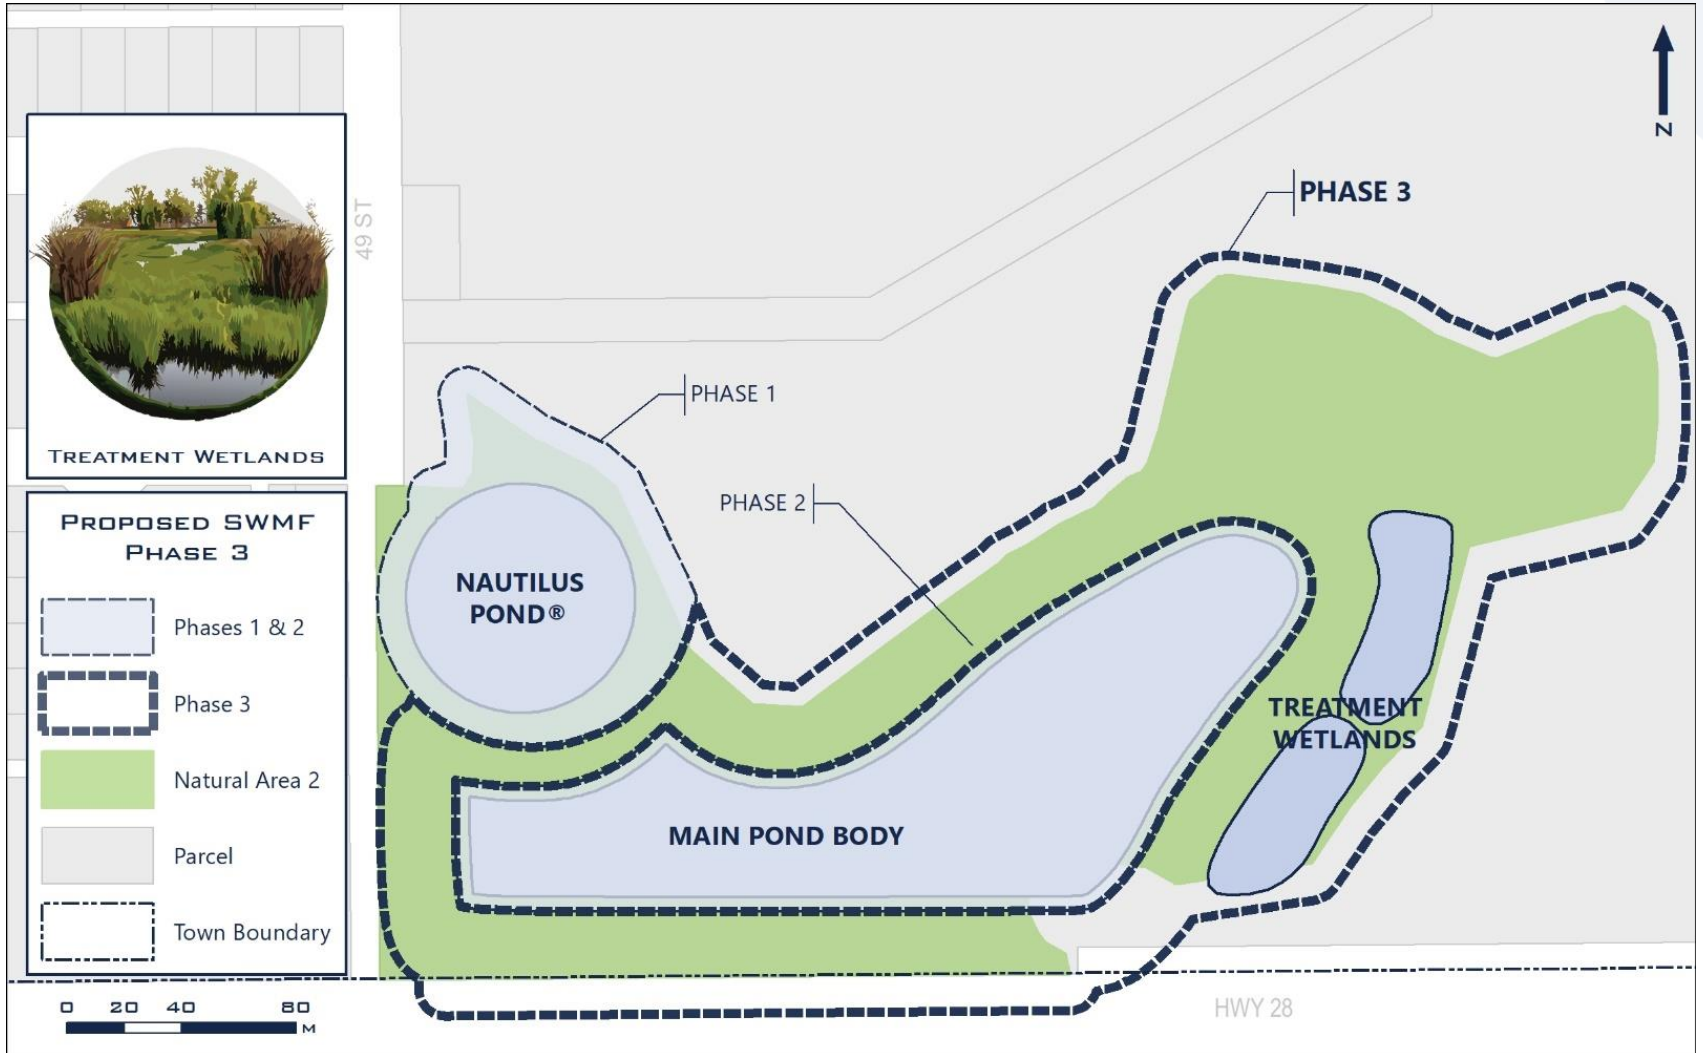 TREATMENT WETLANDS
PROPOSED SWMF
PHASE 3
Phases 1 & 2
Phase 3
Natural Area 2
Parcel
Town Boundary
0 20 40 80
M
49 ST
N
PHASE 3
PHASE 1
PHASE 2
NAUTILUS
POND®
TREATMENT
WETLANDS
MAIN POND BODY
HWY 28